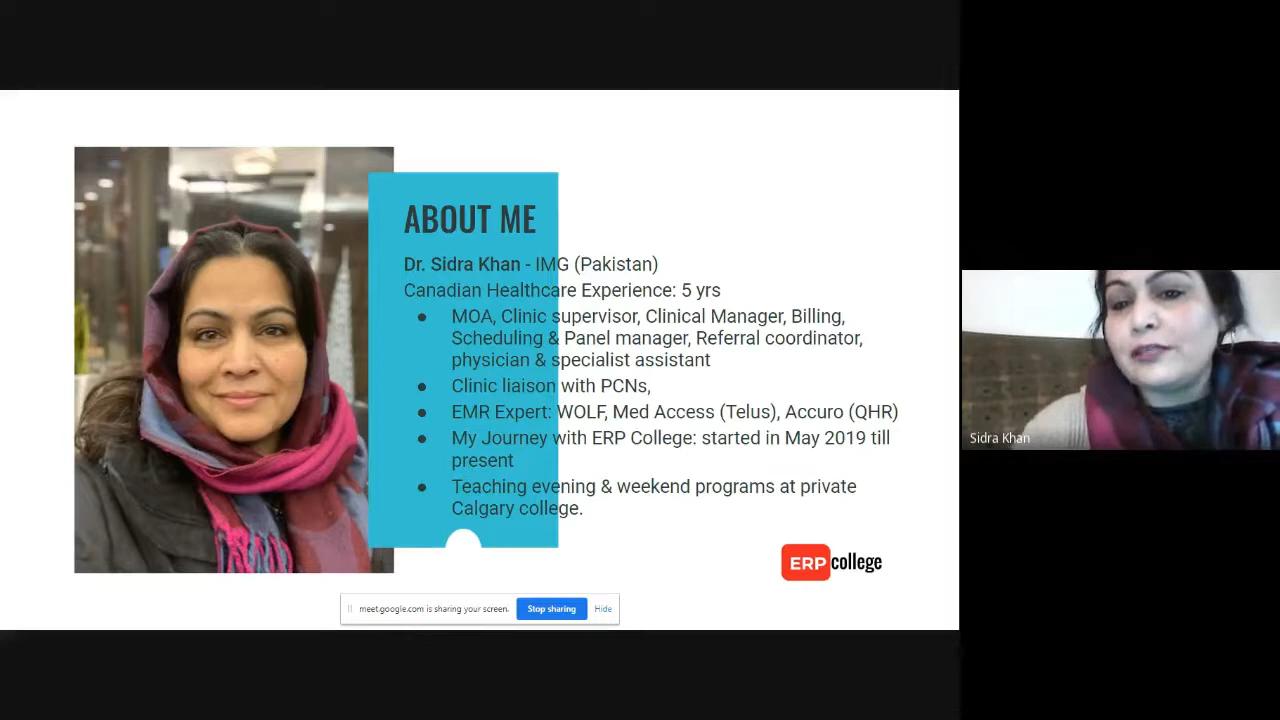 ABOUT ME
Dr. Sidra Khan - IMG (Pakistan)
Canadian Healthcare Experience: 5 yrs
● MOA, Clinic supervisor, Clinical Manager, Billing,
Scheduling & Panel manager, Referral coordinator,
physician & specialist assistant
● Clinic liaison with PCNs,
● EMR Expert: WOLF, Med Access (Telus), Accuro (QHR)
● My Journey with ERP College: started in May 2019 till
present
● Teaching evening & weekend programs at private
Calgary college.
ERP college
meet.google.com is sharing your screen. Stop sharing Hide
Sidra Khan